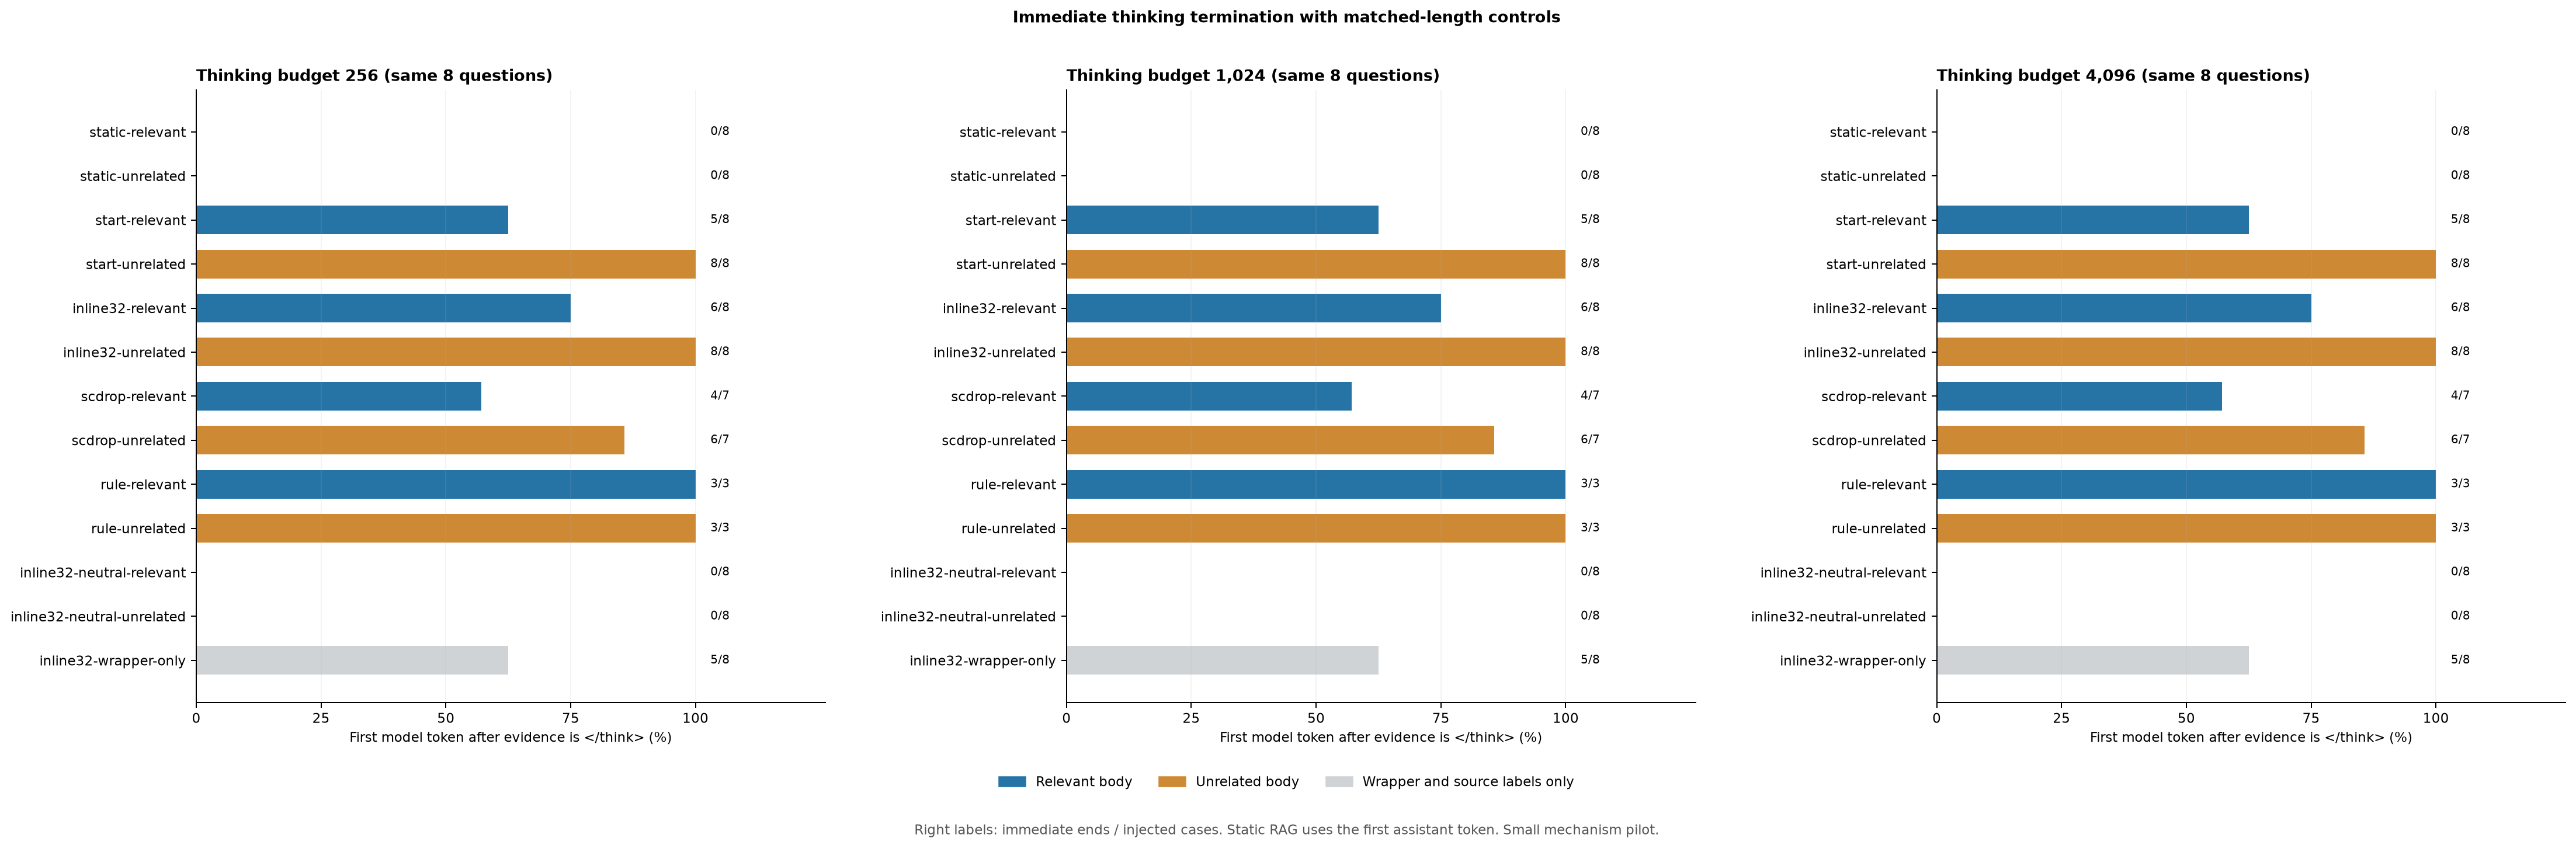 Immediate thinking termination with matched-length controls
Thinking budget 256 (same 8 questions)
static-relevant 0/8
static-unrelated 0/8
start-relevant 5/8
start-unrelated 8/8
inline32-relevant 6/8
inline32-unrelated 8/8
scdrop-relevant 4/7
scdrop-unrelated 6/7
rule-relevant 3/3
rule-unrelated 3/3
inline32-neutral-relevant 0/8
inline32-neutral-unrelated 0/8
inline32-wrapper-only 5/8
0 25 50 75 100
First model token after evidence is </think> (%)
Thinking budget 1,024 (same 8 questions)
static-relevant 0/8
static-unrelated 0/8
start-relevant 5/8
start-unrelated 8/8
inline32-relevant 6/8
inline32-unrelated 8/8
scdrop-relevant 4/7
scdrop-unrelated 6/7
rule-relevant 3/3
rule-unrelated 3/3
inline32-neutral-relevant 0/8
inline32-neutral-unrelated 0/8
inline32-wrapper-only 5/8
0 25 50 75 100
First model token after evidence is </think> (%)
Thinking budget 4,096 (same 8 questions)
static-relevant 0/8
static-unrelated 0/8
start-relevant 5/8
start-unrelated 8/8
inline32-relevant 6/8
inline32-unrelated 8/8
scdrop-relevant 4/7
scdrop-unrelated 6/7
rule-relevant 3/3
rule-unrelated 3/3
inline32-neutral-relevant 0/8
inline32-neutral-unrelated 0/8
inline32-wrapper-only 5/8
0 25 50 75 100
First model token after evidence is </think> (%)
Relevant body Unrelated body Wrapper and source labels only
Right labels: immediate ends / injected cases. Static RAG uses the first assistant token. Small mechanism pilot.